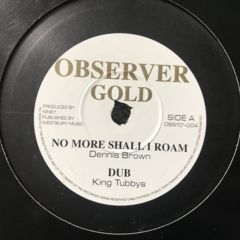 OBSERVER
GOLD
PRODUCED BY
NINEY
PUBLISHED BY
WESTBURY MUSIC
SIDE A
OBS10"-004
NO MORE SHALL I ROAM
Dennis Brown
DUB
King Tubbys